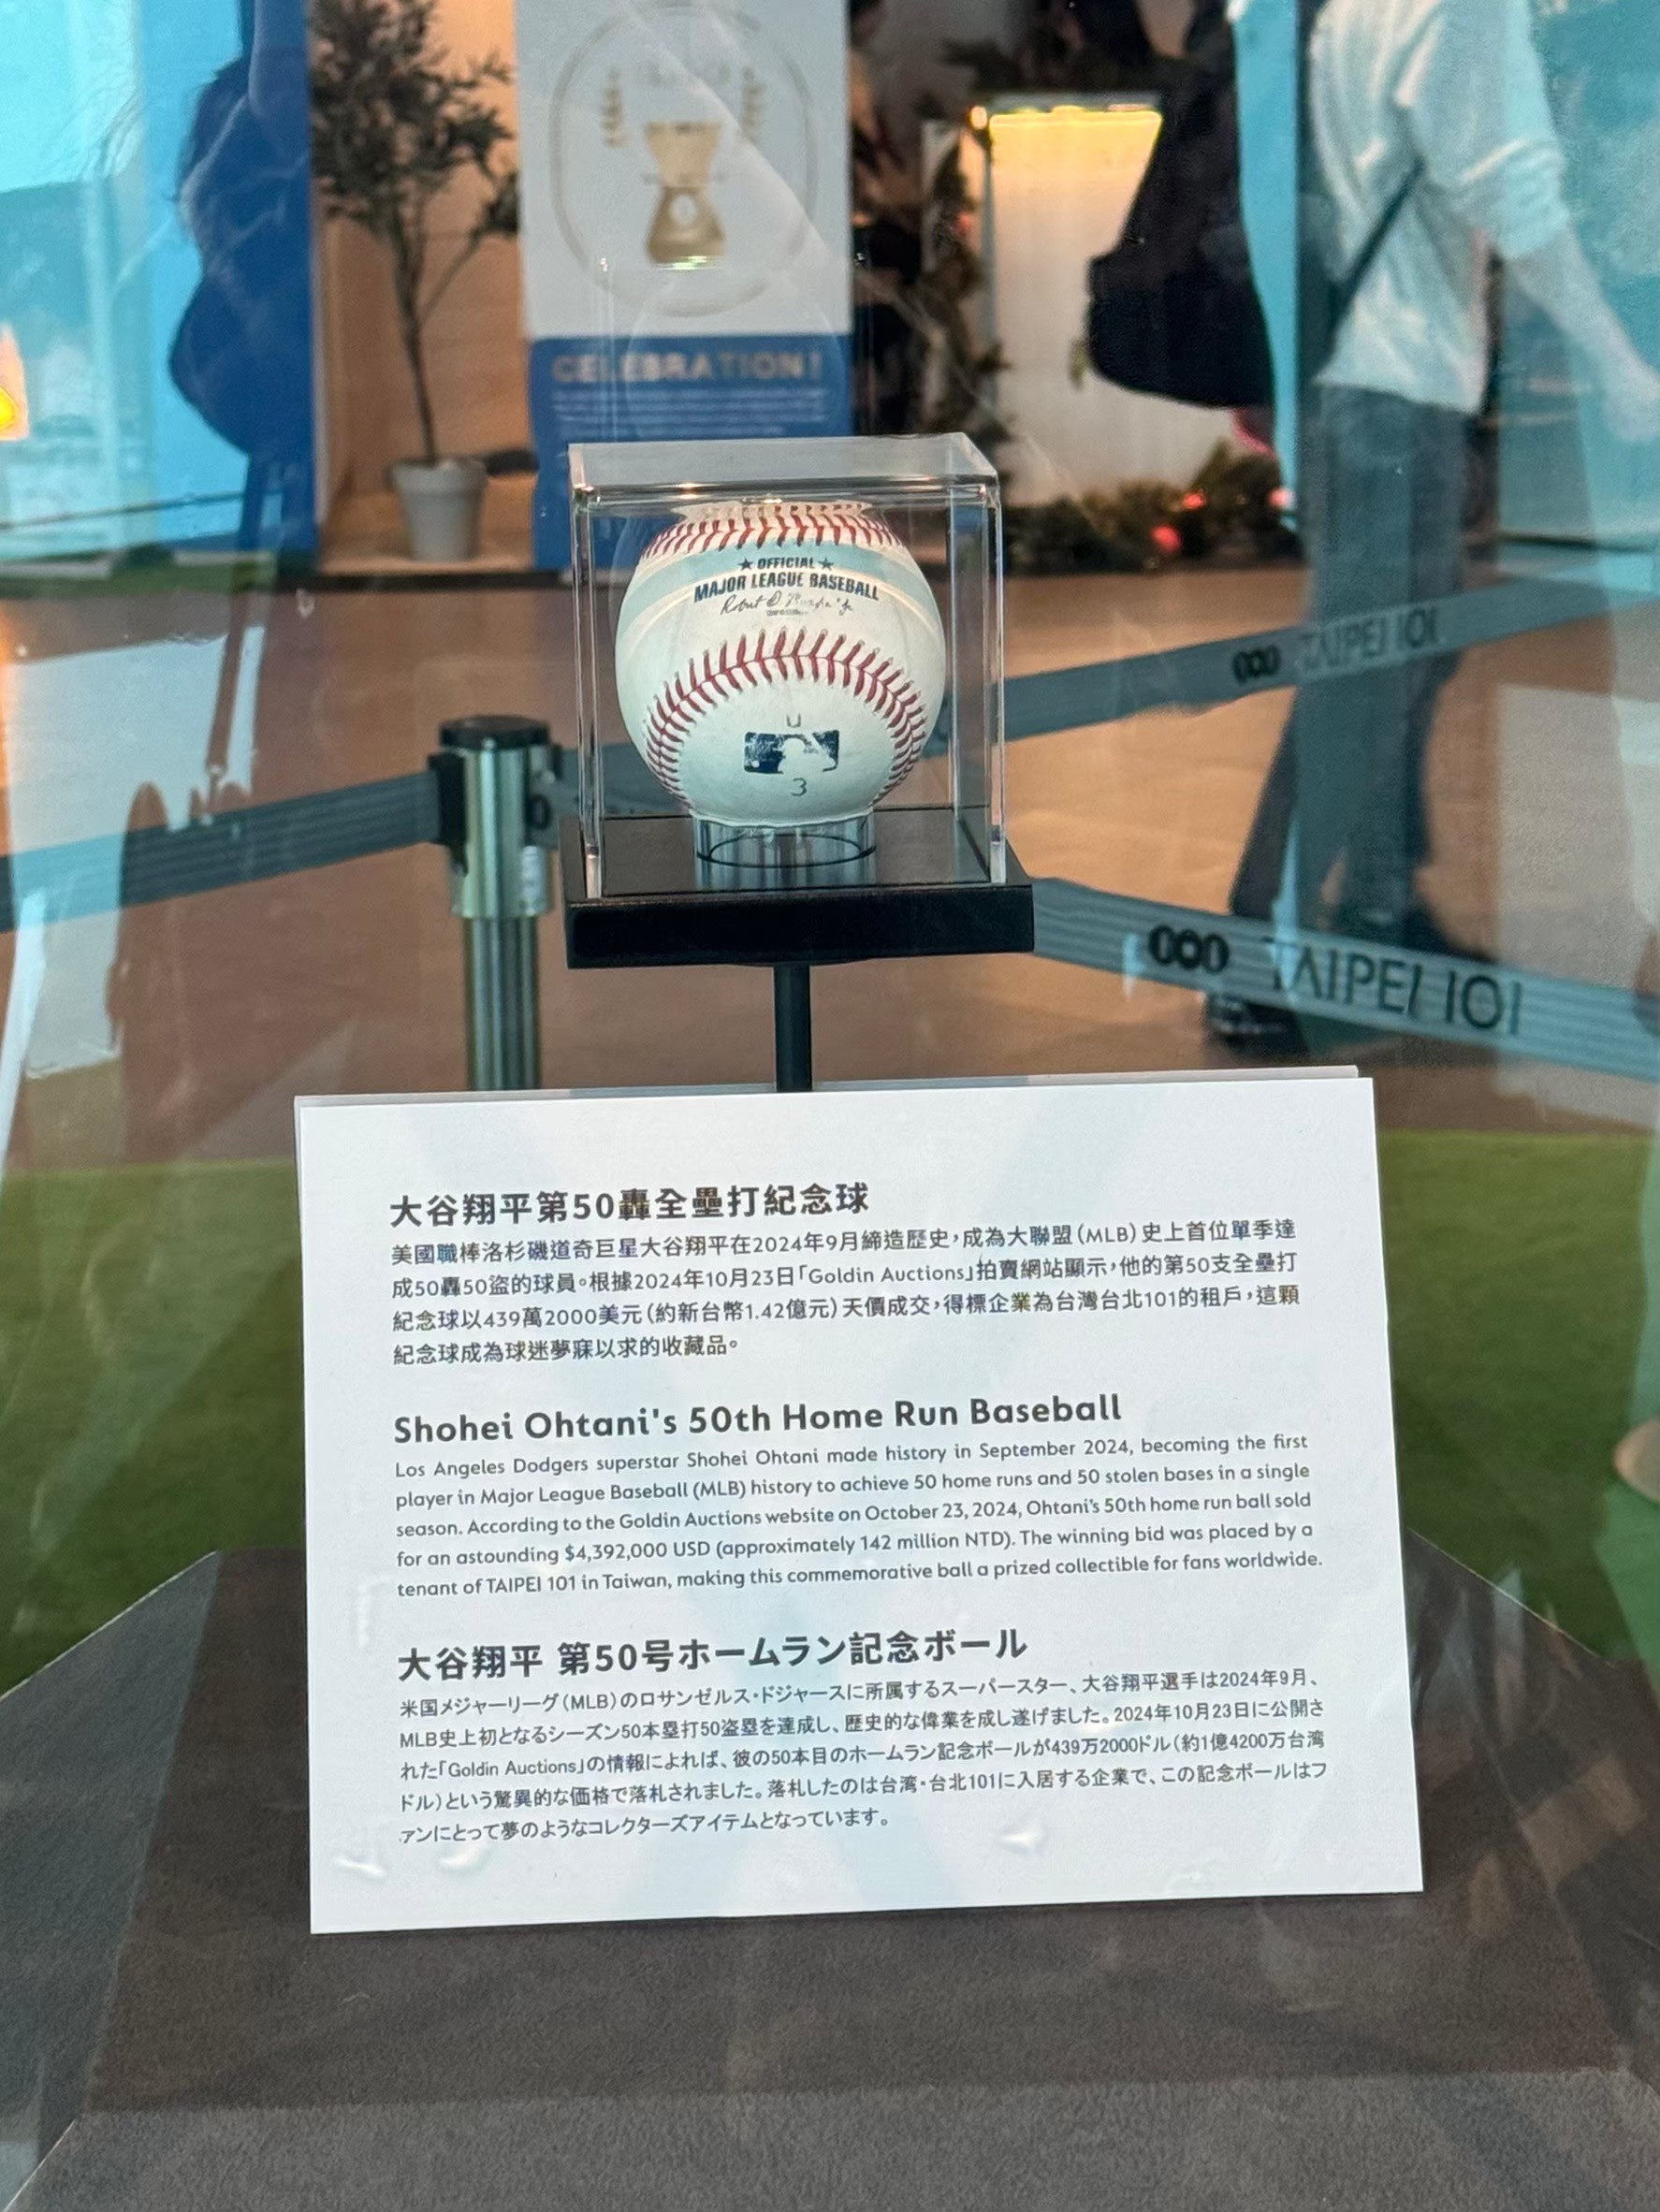 CELEBRATION!
★ OFFICIAL ★
MAJOR LEAGUE BASEBALL
U
3
TAIPEI 101
TAIPEI 101
大谷翔平第50轟全壘打紀念球
美國職棒洛杉磯道奇巨星大谷翔平在2024年9月締造歷史，成為大聯盟（MLB）史上首位單季達
成50轟50盜的球員。根據2024年10月23日「Goldin Auctions」拍賣網站顯示，他的第50支全壘打
紀念球以439萬2000美元（約新台幣1.42億元）天價成交，得標企業為台灣台北101的租戶，這顆
紀念球成為球迷夢寐以求的收藏品。
Shohei Ohtani's 50th Home Run Baseball
Los Angeles Dodgers superstar Shohei Ohtani made history in September 2024, becoming the first
player in Major League Baseball (MLB) history to achieve 50 home runs and 50 stolen bases in a single
season. According to the Goldin Auctions website on October 23, 2024, Ohtani's 50th home run ball sold
for an astounding $4,392,000 USD (approximately 142 million NTD). The winning bid was placed by a
tenant of TAIPEI 101 in Taiwan, making this commemorative ball a prized collectible for fans worldwide.
大谷翔平 第50号ホームラン記念ボール
米国メジャーリーグ（MLB）のロサンゼルス・ドジャースに所属するスーパースター、大谷翔平選手は2024年9月、
MLB史上初となるシーズン50本塁打50盗塁を達成し、歴史的な偉業を成し遂げました。2024年10月23日に公開さ
れた「Goldin Auctions」の情報によれば、彼の50本目のホームラン記念ボールが439万2000ドル（約1億4200万台湾
ドル）という驚異的な価格で落札されました。落札したのは台湾・台北101に入居する企業で、この記念ボールはフ
ァンにとって夢のようなコレクターズアイテムとなっています。